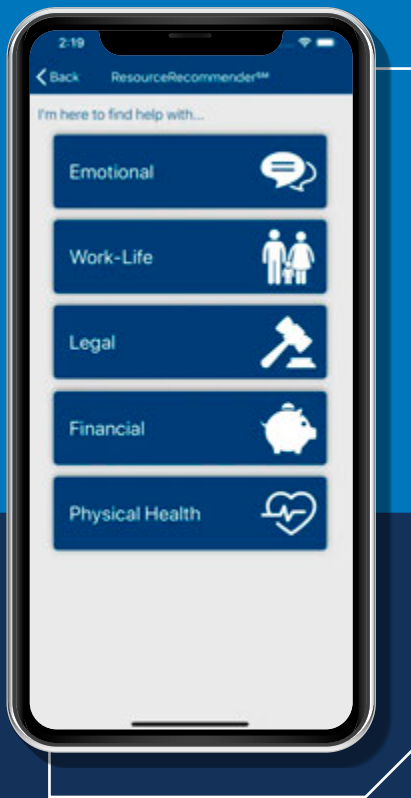 2:19
Back ResourceRecommender℠
I'm here to find help with...
Emotional
Work-Life
Legal
Financial
Physical Health